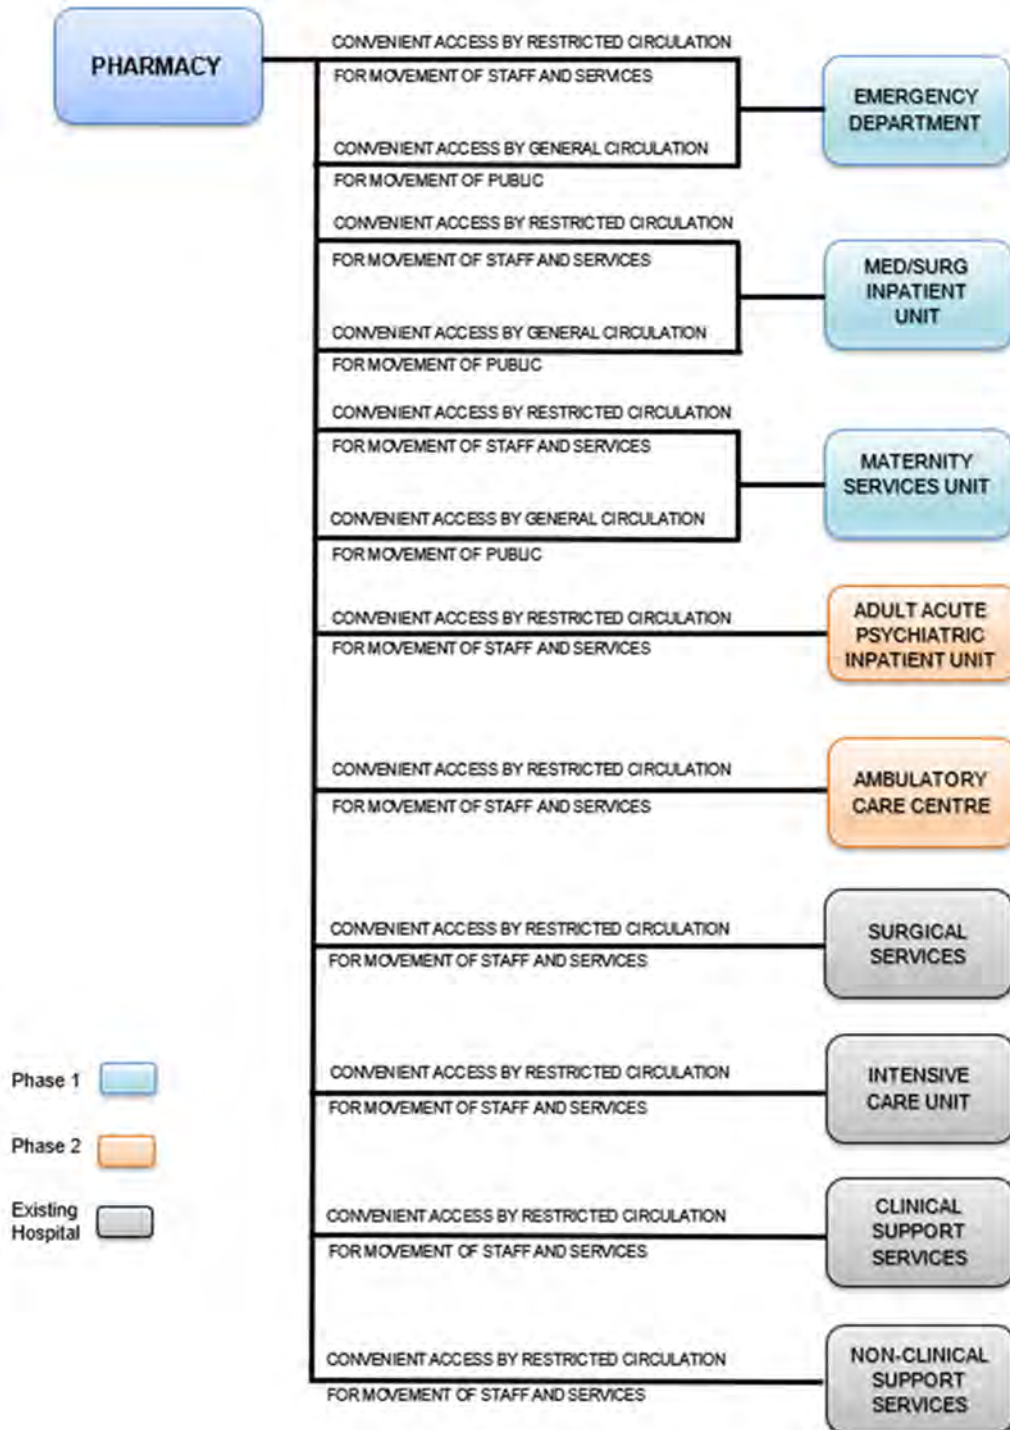 PHARMACY
CONVENIENT ACCESS BY RESTRICTED CIRCULATION
FOR MOVEMENT OF STAFF AND SERVICES
CONVENIENT ACCESS BY GENERAL CIRCULATION
FOR MOVEMENT OF PUBLIC
EMERGENCY
DEPARTMENT
CONVENIENT ACCESS BY RESTRICTED CIRCULATION
FOR MOVEMENT OF STAFF AND SERVICES
CONVENIENT ACCESS BY GENERAL CIRCULATION
FOR MOVEMENT OF PUBLIC
MED/SURG
INPATIENT
UNIT
CONVENIENT ACCESS BY RESTRICTED CIRCULATION
FOR MOVEMENT OF STAFF AND SERVICES
CONVENIENT ACCESS BY GENERAL CIRCULATION
FOR MOVEMENT OF PUBLIC
MATERNITY
SERVICES UNIT
CONVENIENT ACCESS BY RESTRICTED CIRCULATION
FOR MOVEMENT OF STAFF AND SERVICES
ADULT ACUTE
PSYCHIATRIC
INPATIENT UNIT
CONVENIENT ACCESS BY RESTRICTED CIRCULATION
FOR MOVEMENT OF STAFF AND SERVICES
AMBULATORY
CARE CENTRE
CONVENIENT ACCESS BY RESTRICTED CIRCULATION
FOR MOVEMENT OF STAFF AND SERVICES
SURGICAL
SERVICES
CONVENIENT ACCESS BY RESTRICTED CIRCULATION
FOR MOVEMENT OF STAFF AND SERVICES
INTENSIVE
CARE UNIT
CONVENIENT ACCESS BY RESTRICTED CIRCULATION
FOR MOVEMENT OF STAFF AND SERVICES
CLINICAL
SUPPORT
SERVICES
CONVENIENT ACCESS BY RESTRICTED CIRCULATION
FOR MOVEMENT OF STAFF AND SERVICES
NON-CLINICAL
SUPPORT
SERVICES
Phase 1
Phase 2
Existing
Hospital